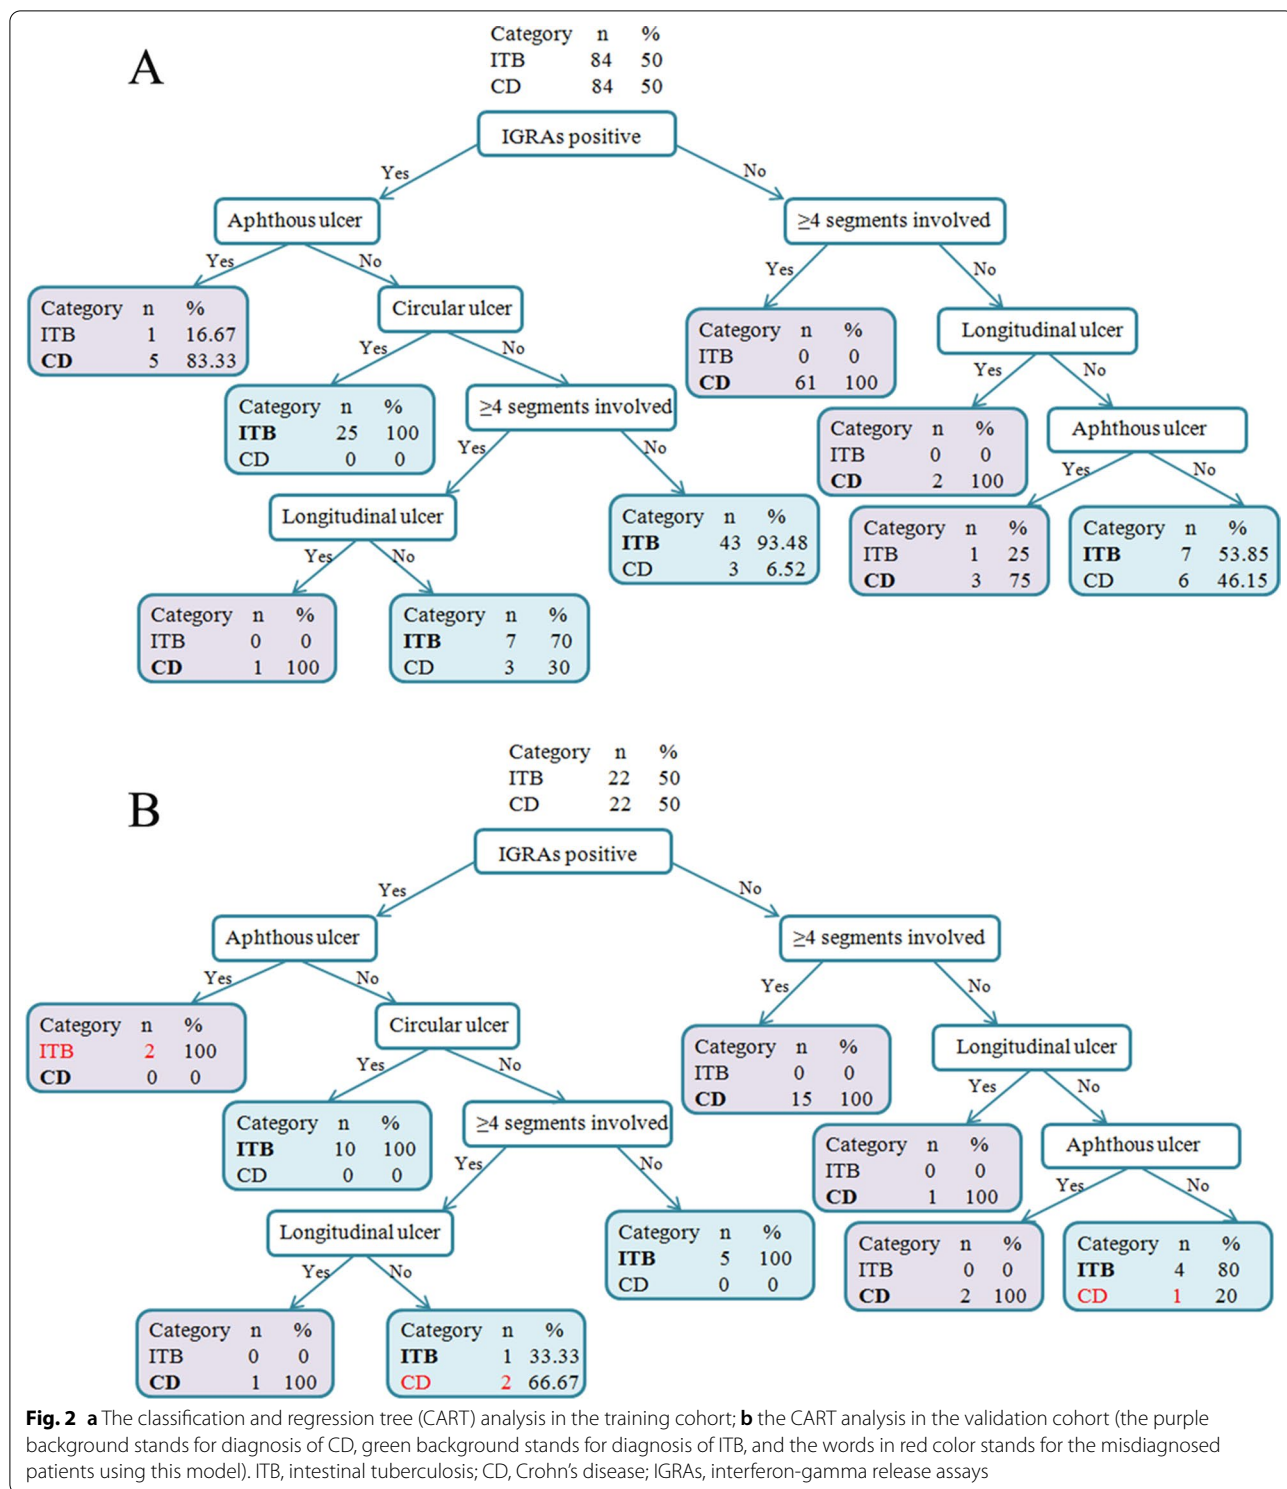 A
Category n %
ITB 84 50
CD 84 50
IGRAs positive
Yes
No
Aphthous ulcer
≥4 segments involved
Yes
No
Yes
No
Category n %
ITB 1 16.67
CD 5 83.33
Circular ulcer
Category n %
ITB 0 0
CD 61 100
Longitudinal ulcer
Yes
No
Yes
No
Category n %
ITB 25 100
CD 0 0
≥4 segments involved
Category n %
ITB 0 0
CD 2 100
Aphthous ulcer
Yes
No
Yes
No
Longitudinal ulcer
Category n %
ITB 43 93.48
CD 3 6.52
Category n %
ITB 1 25
CD 3 75
Category n %
ITB 7 53.85
CD 6 46.15
Yes
No
Category n %
ITB 0 0
CD 1 100
Category n %
ITB 7 70
CD 3 30
B
Category n %
ITB 22 50
CD 22 50
IGRAs positive
Yes
No
Aphthous ulcer
≥4 segments involved
Yes
No
Yes
No
Category n %
ITB 2 100
CD 0 0
Circular ulcer
Category n %
ITB 0 0
CD 15 100
Longitudinal ulcer
Yes
No
Yes
No
Category n %
ITB 10 100
CD 0 0
≥4 segments involved
Category n %
ITB 0 0
CD 1 100
Aphthous ulcer
Yes
No
Yes
No
Longitudinal ulcer
Category n %
ITB 5 100
CD 0 0
Category n %
ITB 0 0
CD 2 100
Category n %
ITB 4 80
CD 1 20
Yes
No
Category n %
ITB 0 0
CD 1 100
Category n %
ITB 1 33.33
CD 2 66.67
Fig. 2 a The classification and regression tree (CART) analysis in the training cohort; b the CART analysis in the validation cohort (the purple
background stands for diagnosis of CD, green background stands for diagnosis of ITB, and the words in red color stands for the misdiagnosed
patients using this model). ITB, intestinal tuberculosis; CD, Crohn's disease; IGRAs, interferon-gamma release assays